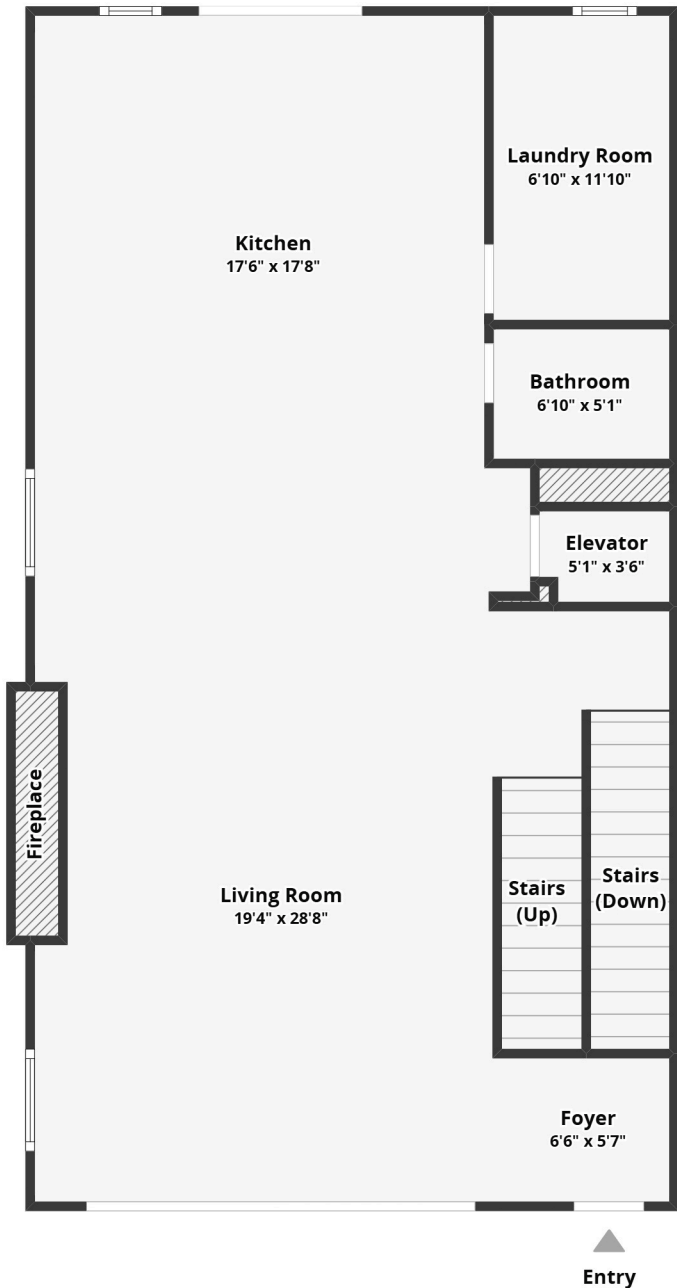 Laundry Room
6'10" x 11'10"
Kitchen
17'6" x 17'8"
Bathroom
6'10" x 5'1"
Elevator
5'1" x 3'6"
Fireplace
Living Room
19'4" x 28'8"
Stairs
(Up)
Stairs
(Down)
Foyer
6'6" x 5'7"
Entry